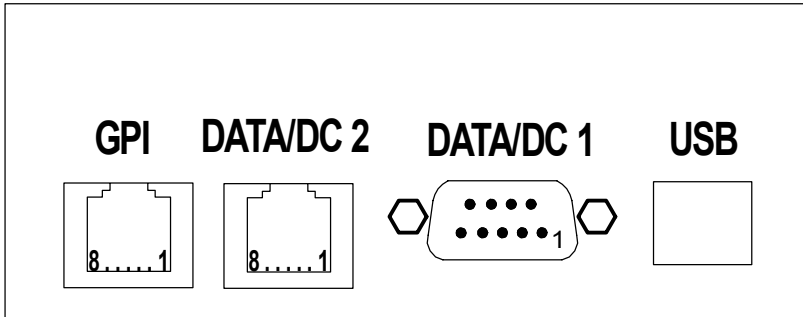 GPI DATA/DC 2 DATA/DC 1 USB
8.....1 8.....1 1